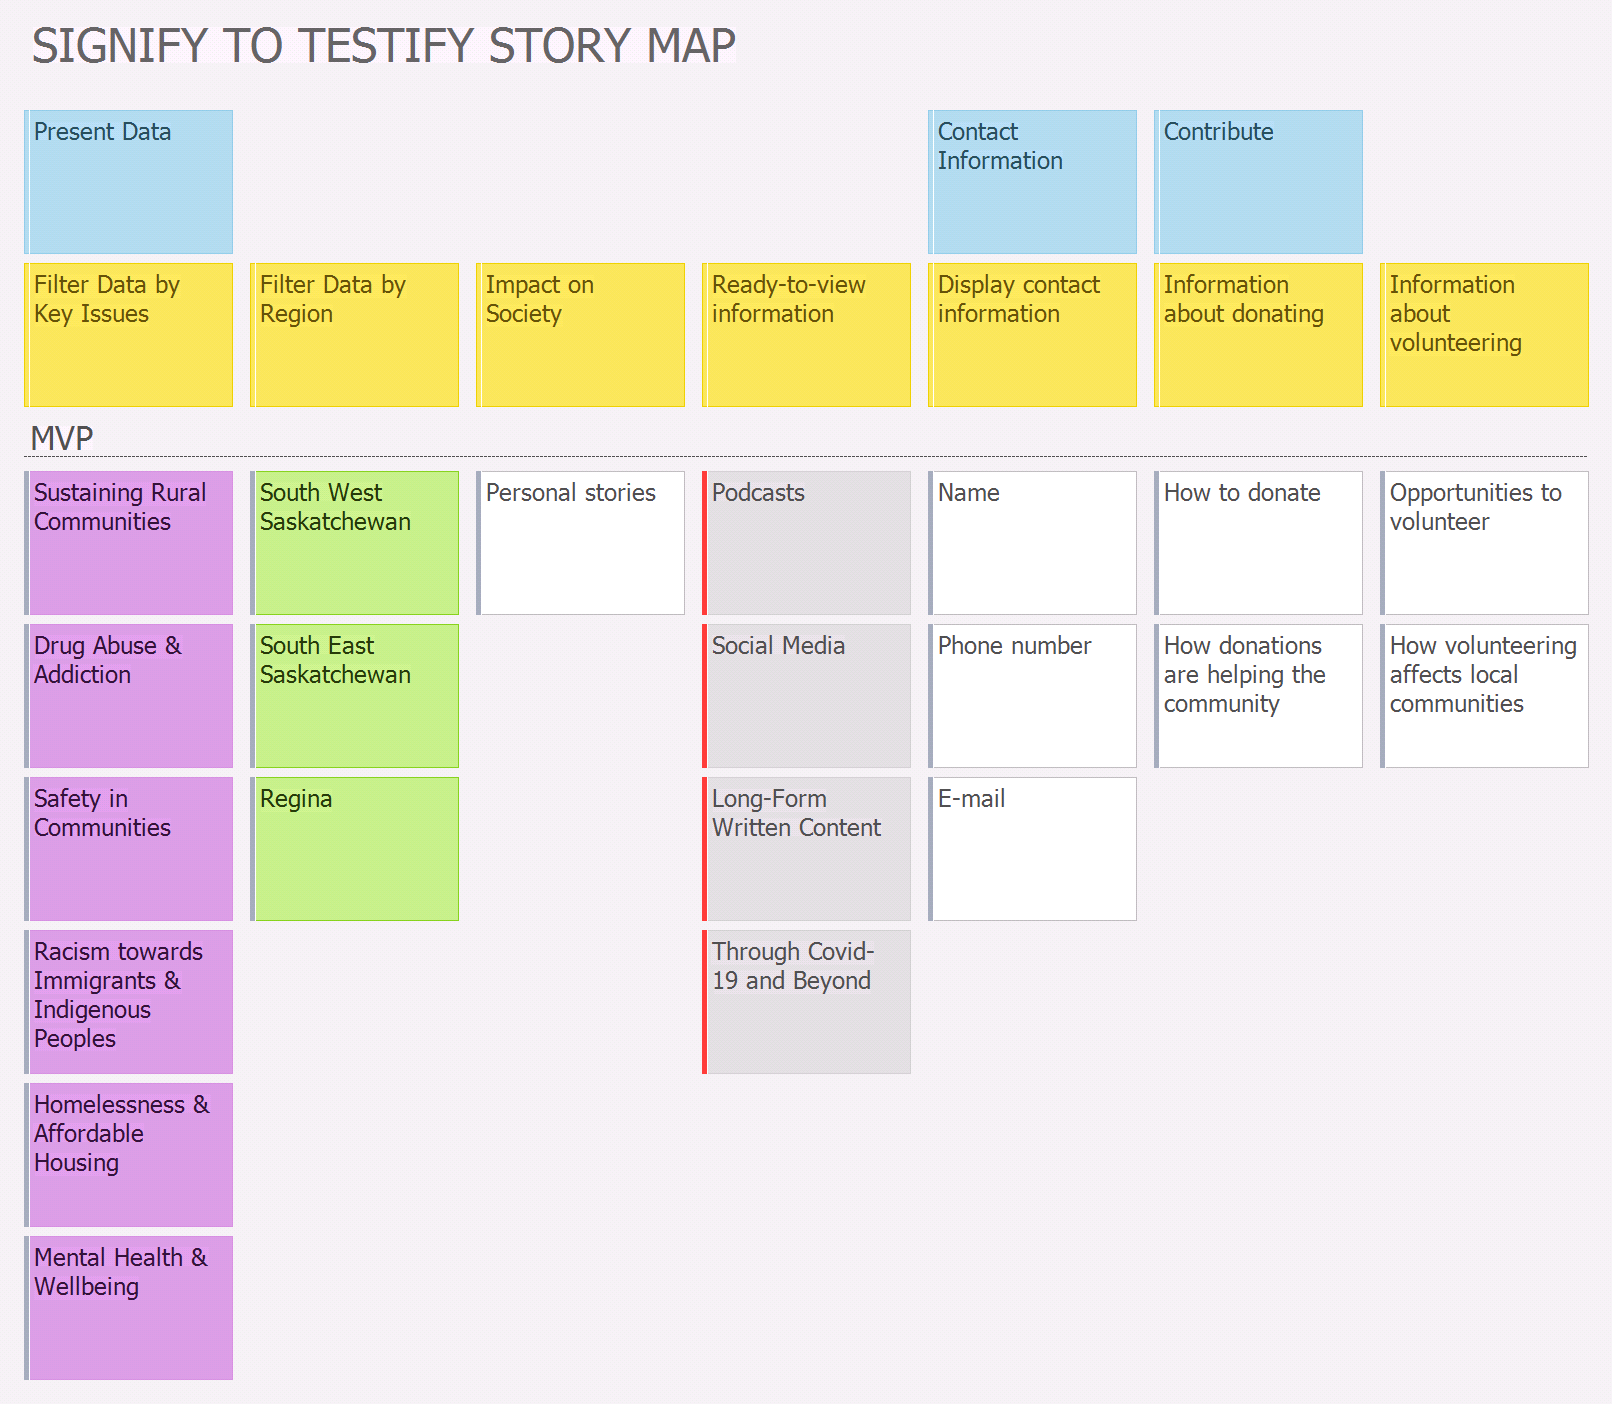 SIGNIFY TO TESTIFY STORY MAP
Present Data
Contact
Information
Contribute
Filter Data by
Key Issues
Filter Data by
Region
Impact on
Society
Ready-to-view
information
Display contact
information
Information
about donating
Information
about
volunteering
MVP
Sustaining Rural
Communities
South West
Saskatchewan
Personal stories
Podcasts
Name
How to donate
Opportunities to
volunteer
Drug Abuse &
Addiction
South East
Saskatchewan
Social Media
Phone number
How donations
are helping the
community
How volunteering
affects local
communities
Safety in
Communities
Regina
Long-Form
Written Content
E-mail
Racism towards
Immigrants &
Indigenous
Peoples
Through Covid-
19 and Beyond
Homelessness &
Affordable
Housing
Mental Health &
Wellbeing